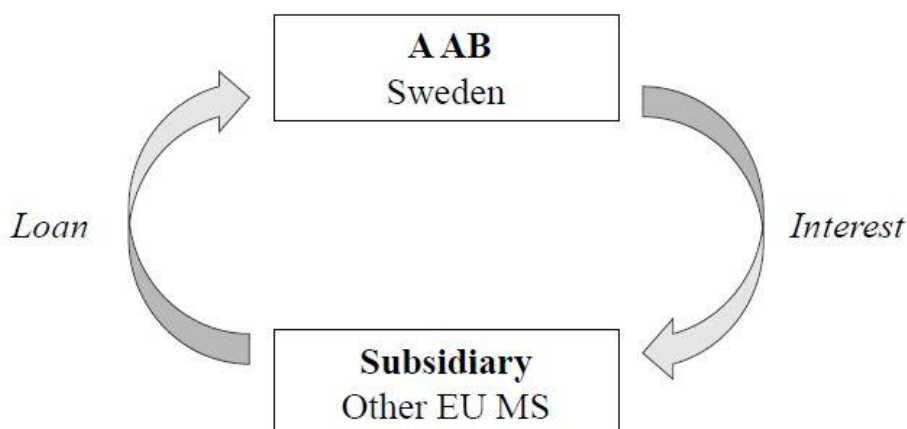 A AB
Sweden
Loan
Interest
Subsidiary
Other EU MS